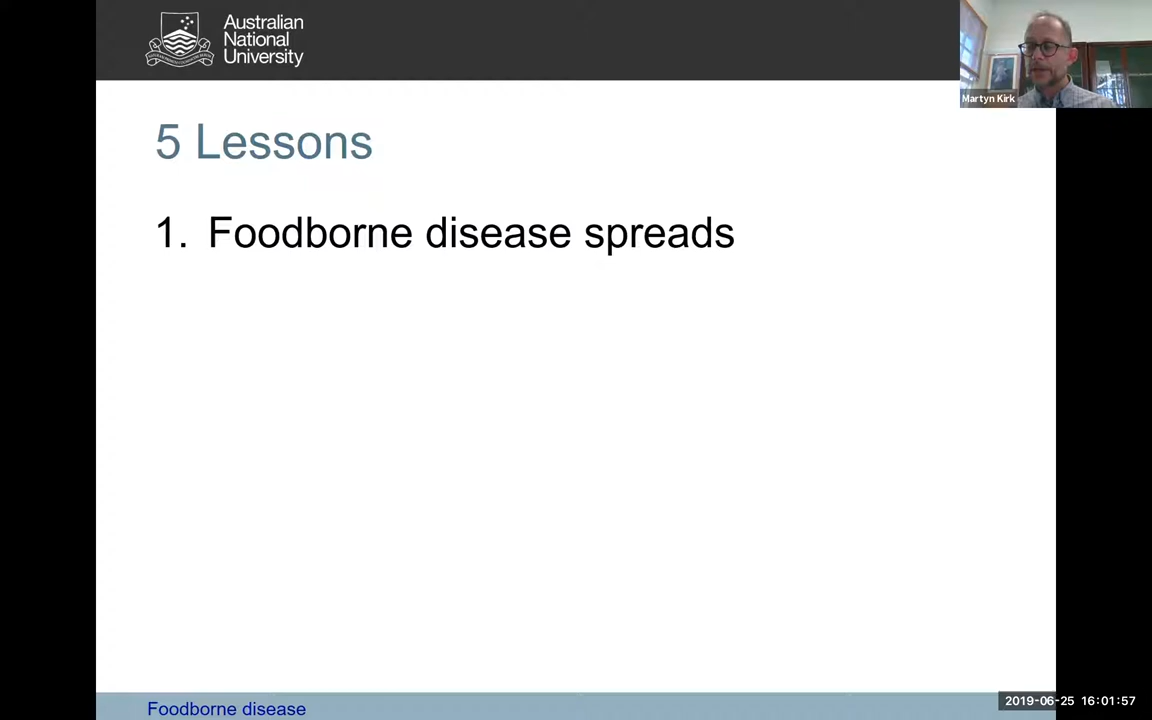 Australian
National
University
Martyn Kirk
5 Lessons
1. Foodborne disease spreads
2019-06-25 16:01:57
Foodborne disease